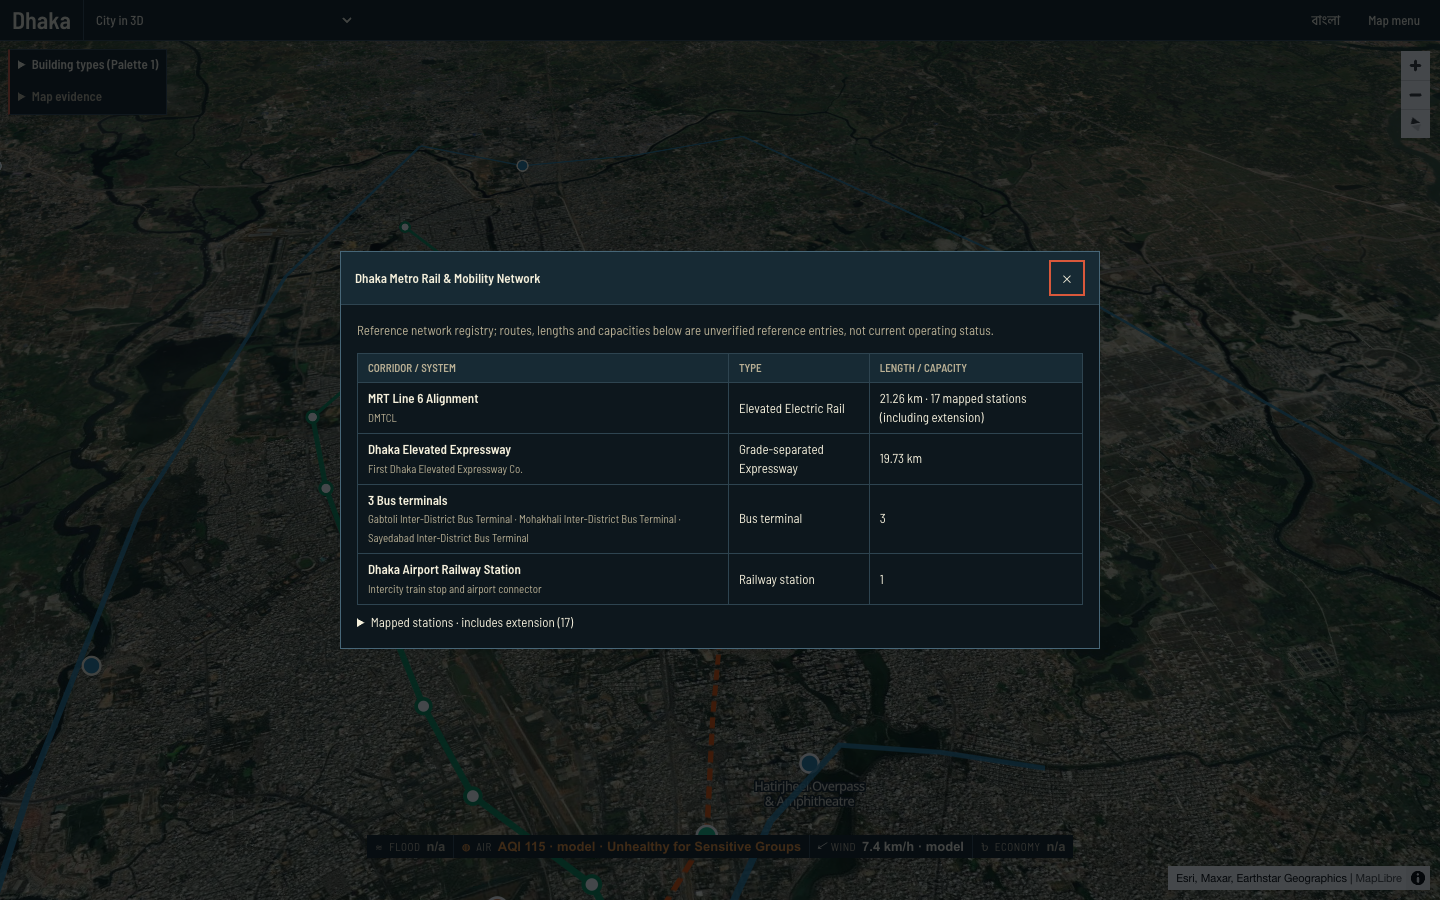 Dhaka
City in 3D
বাংলা
Map menu
Building types (Palette 1)
Map evidence
Dhaka Metro Rail & Mobility Network
Reference network registry; routes, lengths and capacities below are unverified reference entries, not current operating status.
CORRIDOR / SYSTEM
TYPE
LENGTH / CAPACITY
MRT Line 6 Alignment
DMTCL
Elevated Electric Rail
21.26 km · 17 mapped stations
(including extension)
Dhaka Elevated Expressway
First Dhaka Elevated Expressway Co.
Grade-separated
Expressway
19.73 km
3 Bus terminals
Gabtoli Inter-District Bus Terminal · Mohakhali Inter-District Bus Terminal ·
Sayedabad Inter-District Bus Terminal
Bus terminal
3
Dhaka Airport Railway Station
Intercity train stop and airport connector
Railway station
1
Mapped stations · includes extension (17)
Hatirjheel Overpass
& Amphitheatre
FLOOD n/a
AIR AQI 115 · model · Unhealthy for Sensitive Groups
WIND 7.4 km/h · model
ECONOMY n/a
Esri, Maxar, Earthstar Geographics | MapLibre